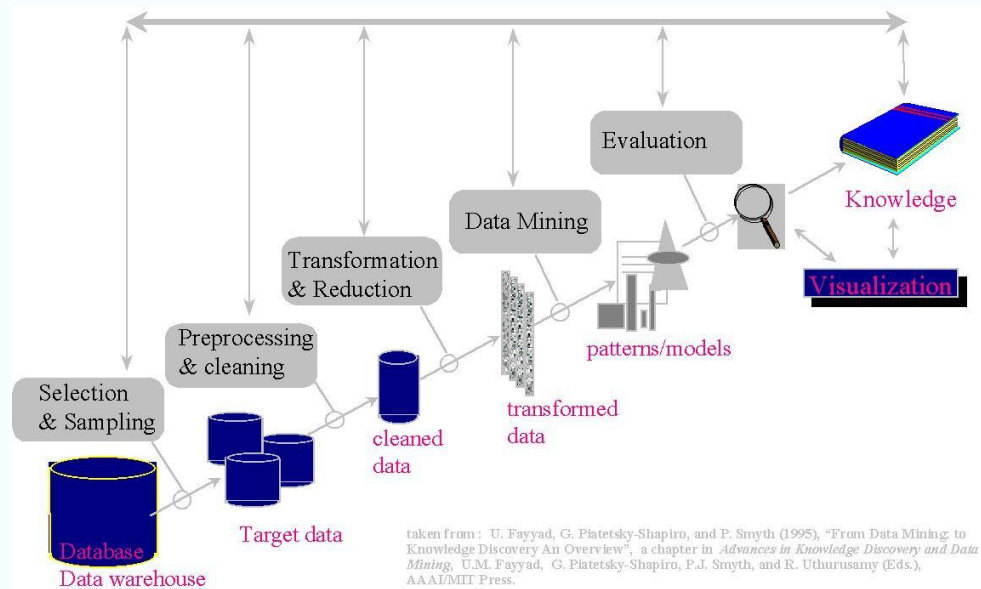 Evaluation
Knowledge
Data Mining
Transformation
& Reduction
Visualization
Preprocessing
& cleaning
patterns/models
Selection
& Sampling
transformed
data
cleaned
data
Target data
Database
Data warehouse
taken from : U. Fayyad, G. Piatetsky-Shapiro, and P. Smyth (1995), "From Data Mining: to
Knowledge Discovery An Overview", a chapter in Advances in Knowledge Discovery and Data
Mining, U.M. Fayyad, G. Piatetsky-Shapiro, P.J. Smyth, and R. Uthurusamy (Eds.),
AAAI/MIT Press.